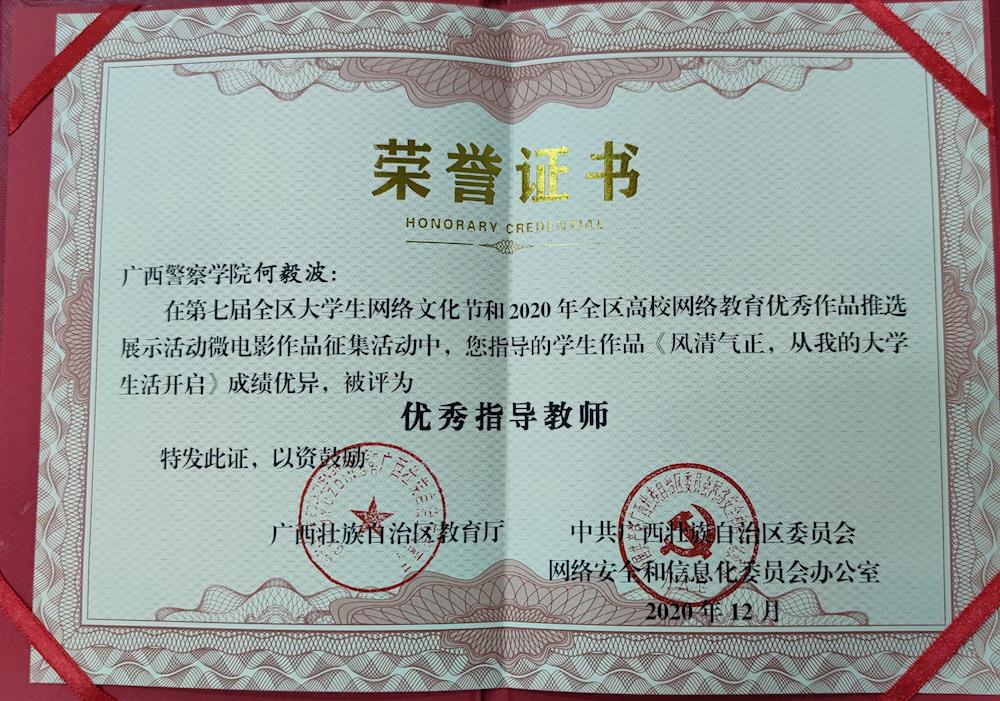 荣誉证书
HONORARY CREDENTIAL
广西警察学院何毅波：
在第七届全区大学生网络文化节和2020年全区高校网络教育优秀作品推选
展示活动微电影作品征集活动中，您指导的学生作品《风清气正，从我的大学
生活开启》成绩优异，被评为
优秀指导教师
特发此证，以资鼓励
广西壮族自治区教育厅
中共广西壮族自治区委员会
网络安全和信息化委员会办公室
2020年12月